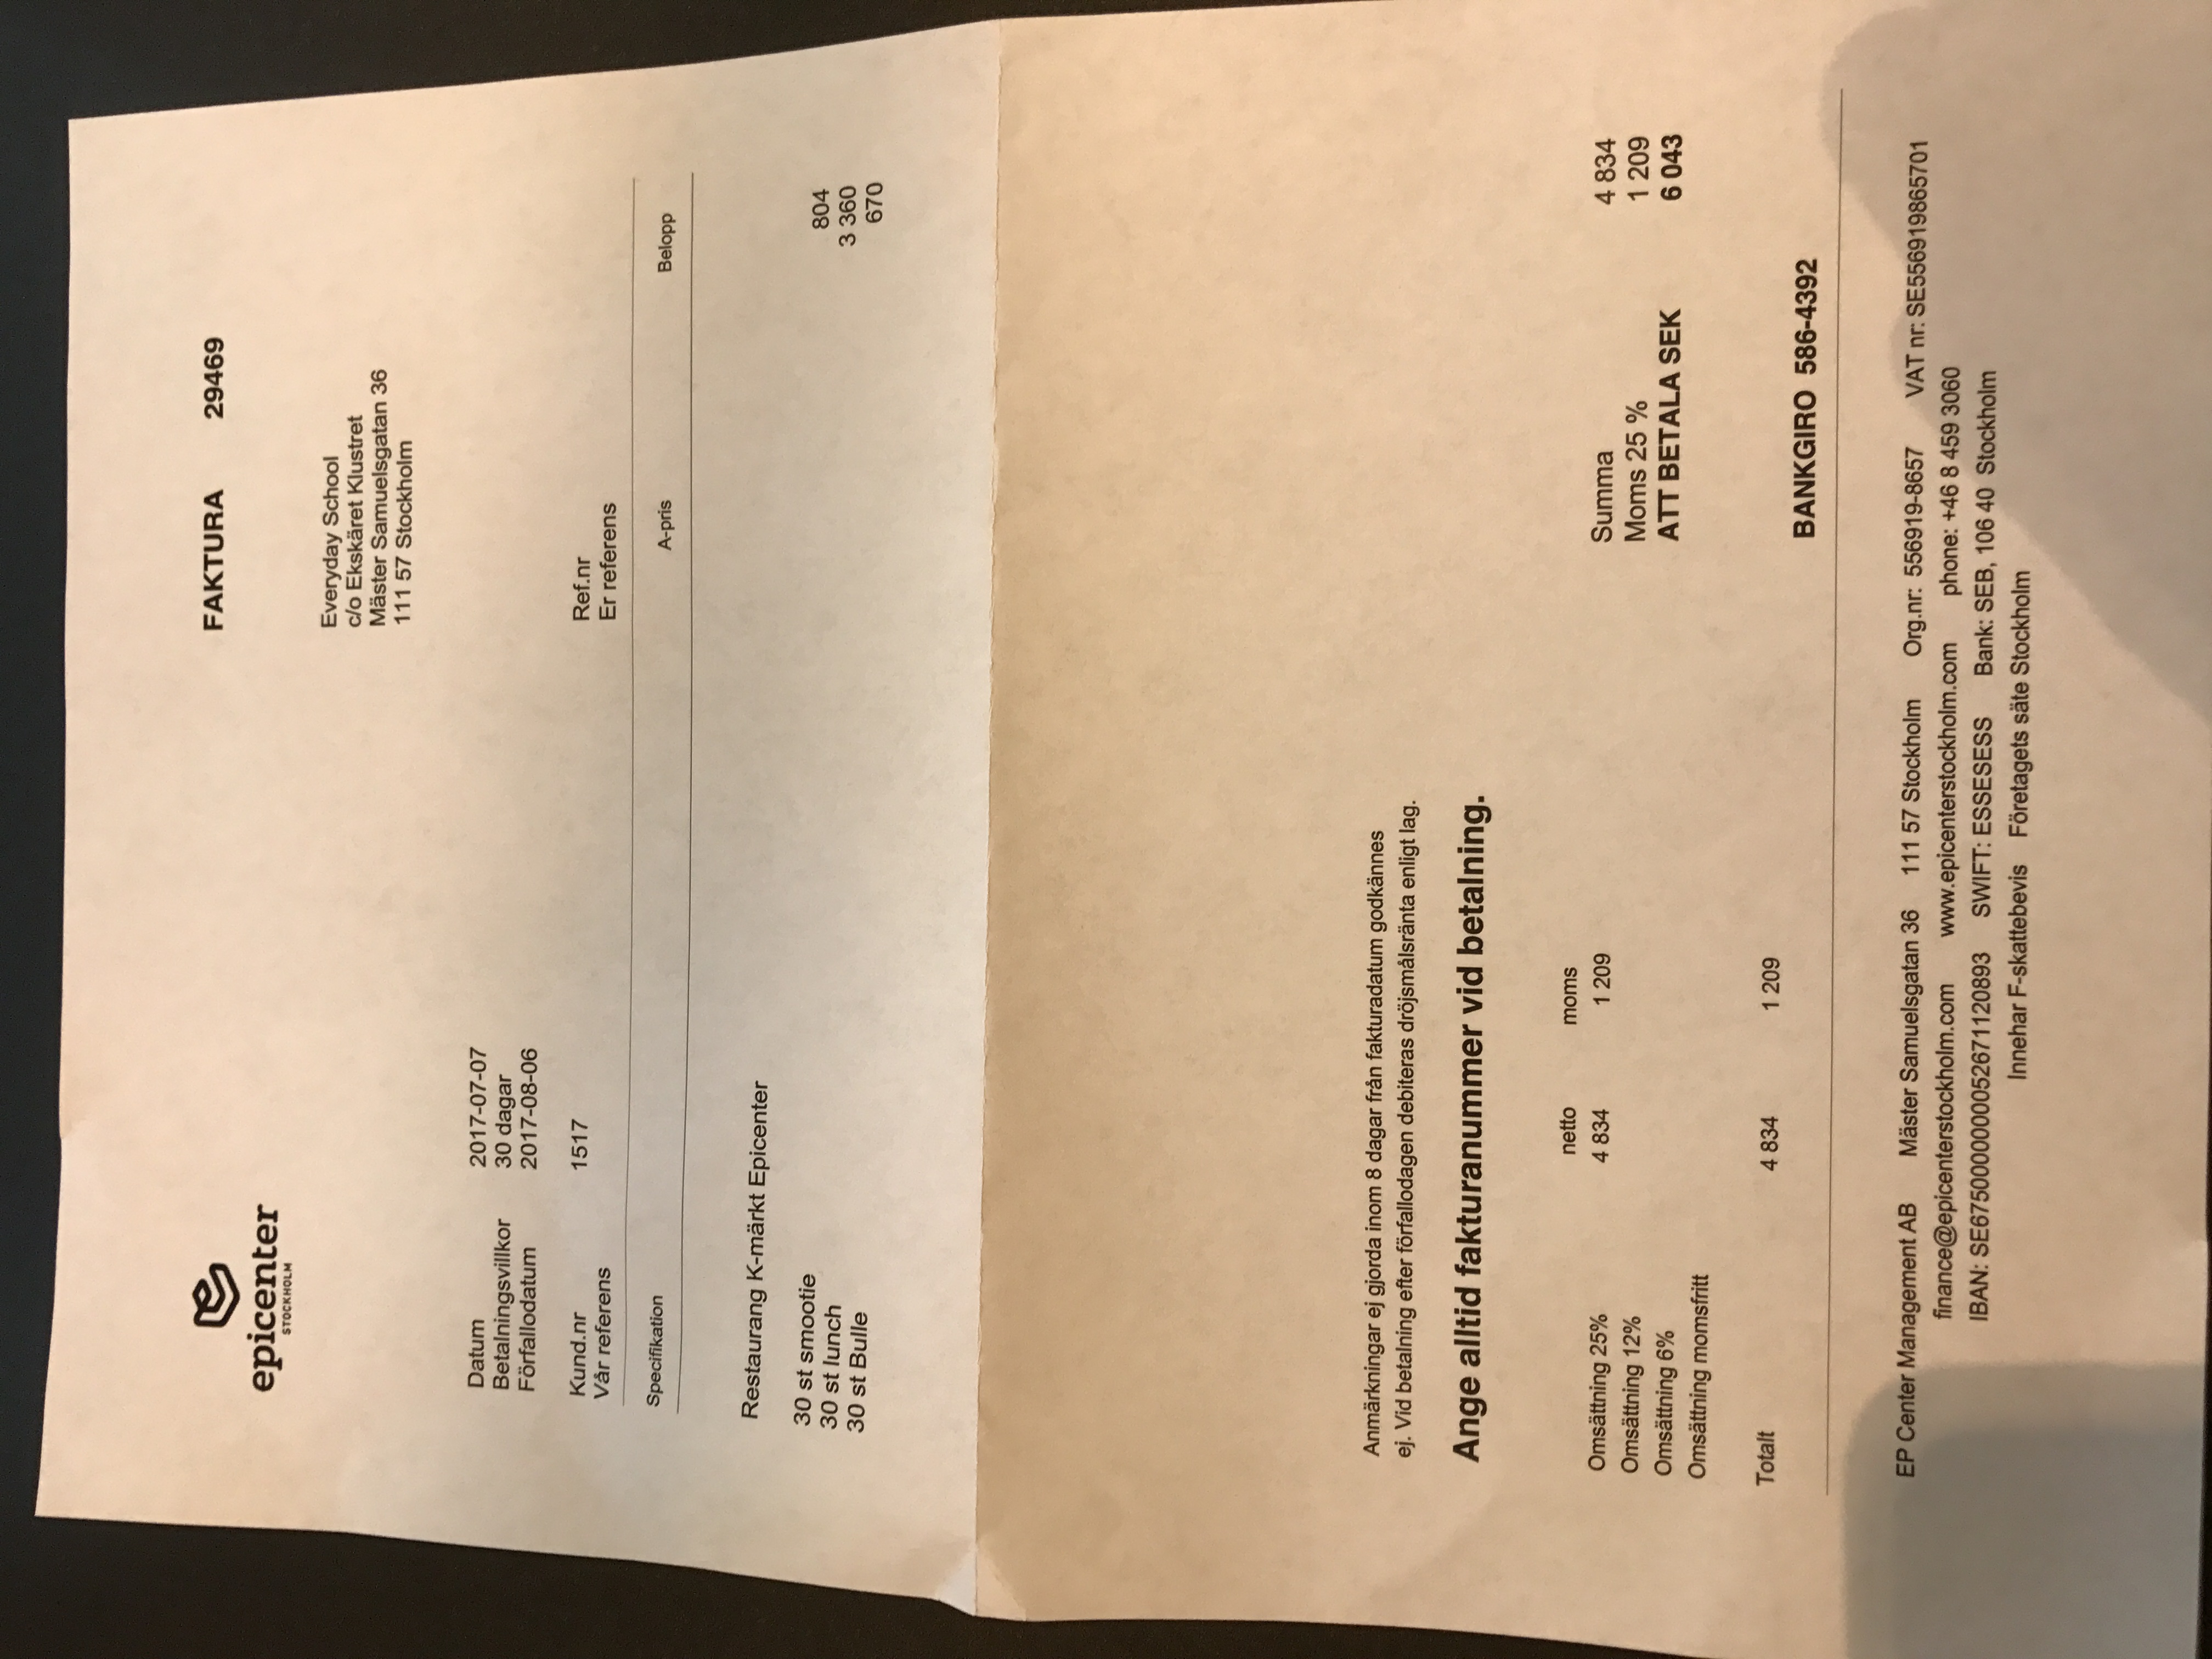 epicenter
STOCKHOLM
FAKTURA 29469
Everyday School
c/o Ekskäret Klustret
Mäster Samuelsgatan 36
111 57 Stockholm
Datum 2017-07-07
Betalningsvillkor 30 dagar
Förfallodatum 2017-08-06
Kund.nr 1517 Ref.nr
Vår referens Er referens
Specifikation A-pris Belopp
Restaurang K-märkt Epicenter
30 st smootie 804
30 st lunch 3 360
30 st Bulle 670
Anmärkningar ej gjorda inom 8 dagar från fakturadatum godkännes
ej. Vid betalning efter förfallodagen debiteras dröjsmålsränta enligt lag.
Ange alltid fakturanummer vid betalning.
netto moms
Omsättning 25% 4 834 1 209 Summa 4 834
Omsättning 12% Moms 25 % 1 209
Omsättning 6% ATT BETALA SEK 6 043
Omsättning momsfritt
Totalt 4 834 1 209
BANKGIRO 586-4392
EP Center Management AB Mäster Samuelsgatan 36 111 57 Stockholm Org.nr: 556919-8657 VAT nr: SE556919865701
finance@epicenterstockholm.com www.epicenterstockholm.com phone: +46 8 459 3060
IBAN: SE6750000000052671120893 SWIFT: ESSESESS Bank: SEB, 106 40 Stockholm
Innehar F-skattebevis Företagets säte Stockholm